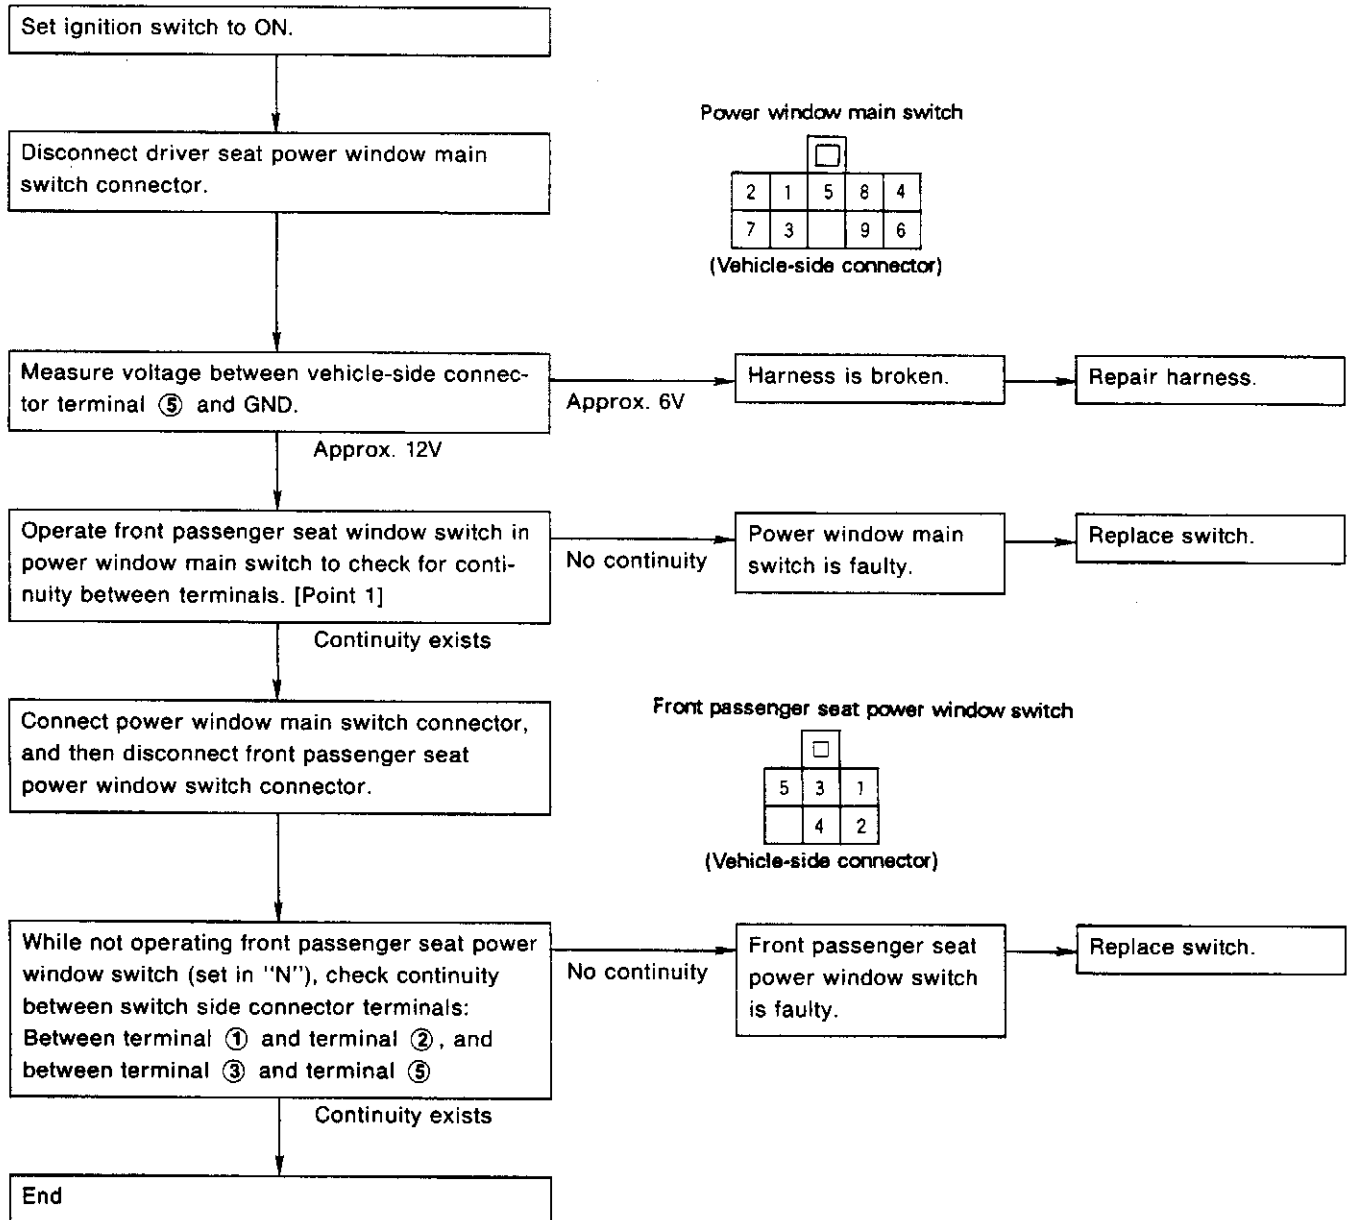 Set ignition switch to ON.
Power window main switch
Disconnect driver seat power window main
switch connector.
2 1 5 8 4
7 3 9 6
(Vehicle-side connector)
Measure voltage between vehicle-side connec-
tor terminal ⑤ and GND.
Approx. 6V
Harness is broken.
Repair harness.
Approx. 12V
Operate front passenger seat window switch in
power window main switch to check for conti-
nuity between terminals. [Point 1]
No continuity
Power window main
switch is faulty.
Replace switch.
Continuity exists
Connect power window main switch connector,
and then disconnect front passenger seat
power window switch connector.
Front passenger seat power window switch
5 3 1
4 2
(Vehicle-side connector)
While not operating front passenger seat power
window switch (set in "N"), check continuity
between switch side connector terminals:
Between terminal ① and terminal ②, and
between terminal ③ and terminal ⑤
No continuity
Front passenger seat
power window switch
is faulty.
Replace switch.
Continuity exists
End